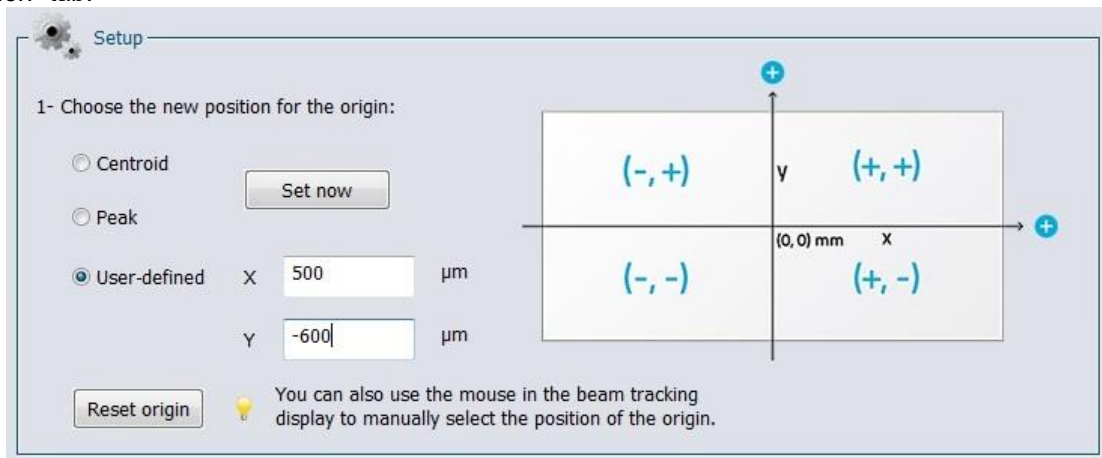 Setup
1- Choose the new position for the origin:
Centroid
Set now
Peak
User-defined X 500 µm
Y -600 µm
Reset origin
You can also use the mouse in the beam tracking
display to manually select the position of the origin.
+
(-, +) y (+, +)
(0, 0) mm x +
(-, -) (+, -)